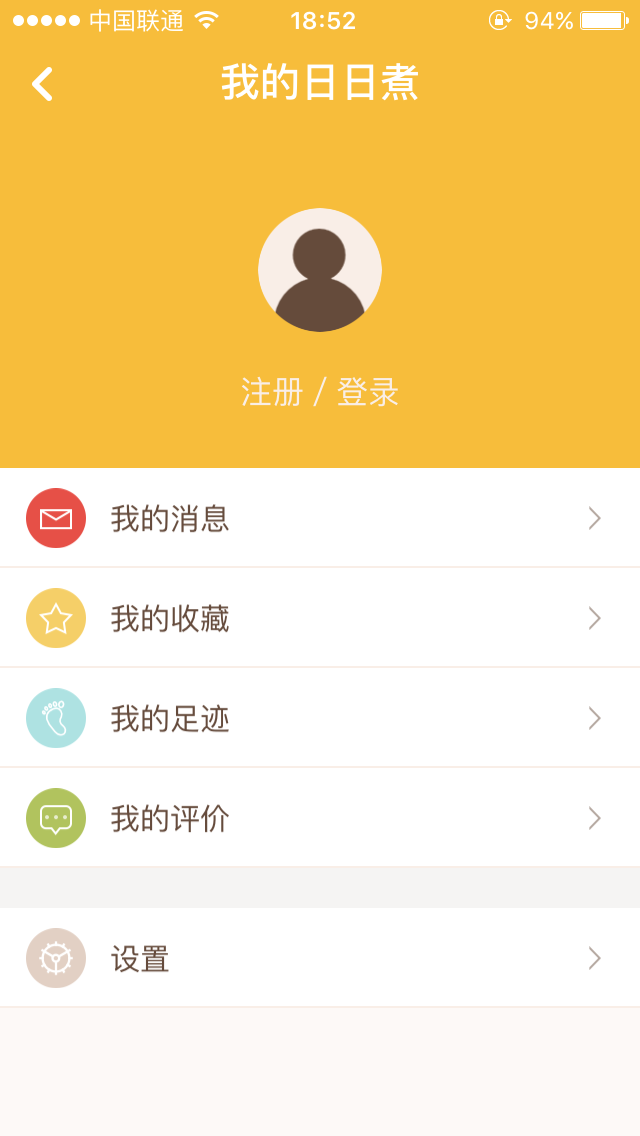 中国联通 18:52 94%
我的日日煮
注册 / 登录
我的消息
我的收藏
我的足迹
我的评价
设置